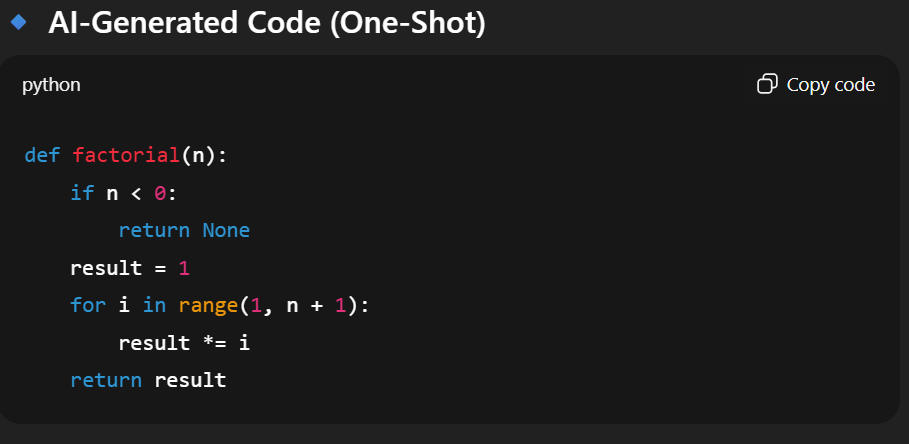 AI-Generated Code (One-Shot)
python
Copy code
def factorial(n):
    if n < 0:
        return None
    result = 1
    for i in range(1, n + 1):
        result *= i
    return result